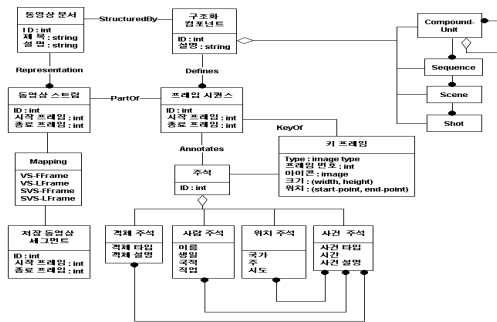 동영상 문서
ID : int
제 목 : string
설 명 : string
StructuredBy
구조화
컴포넌트
ID : int
설명 : string
Compound-
Unit
Sequence
Scene
Shot
Representation
Defines
동영상 스트림
ID : int
시작 프레임 : int
종료 프레임 : int
PartOf
프레임 시퀀스
ID : int
시작 프레임 : int
종료 프레임 : int
KeyOf
Annotates
키 프레임
Type : image type
프레임 번호 : int
아이콘 : image
크기 : (width, height)
위치 : (start-point, end-point)
Mapping
VS-FFrame
VS-LFrame
SVS-FFrame
SVS-LFrame
주석
ID : int
저장 동영상
세그먼트
ID : int
시작 프레임 : int
종료 프레임 : int
객체 주석
객체 타입
객체 설명
사람 주석
이름
생일
국적
직업
위치 주석
국가
주
시도
사건 주석
사건 타입
시간
사건 설명